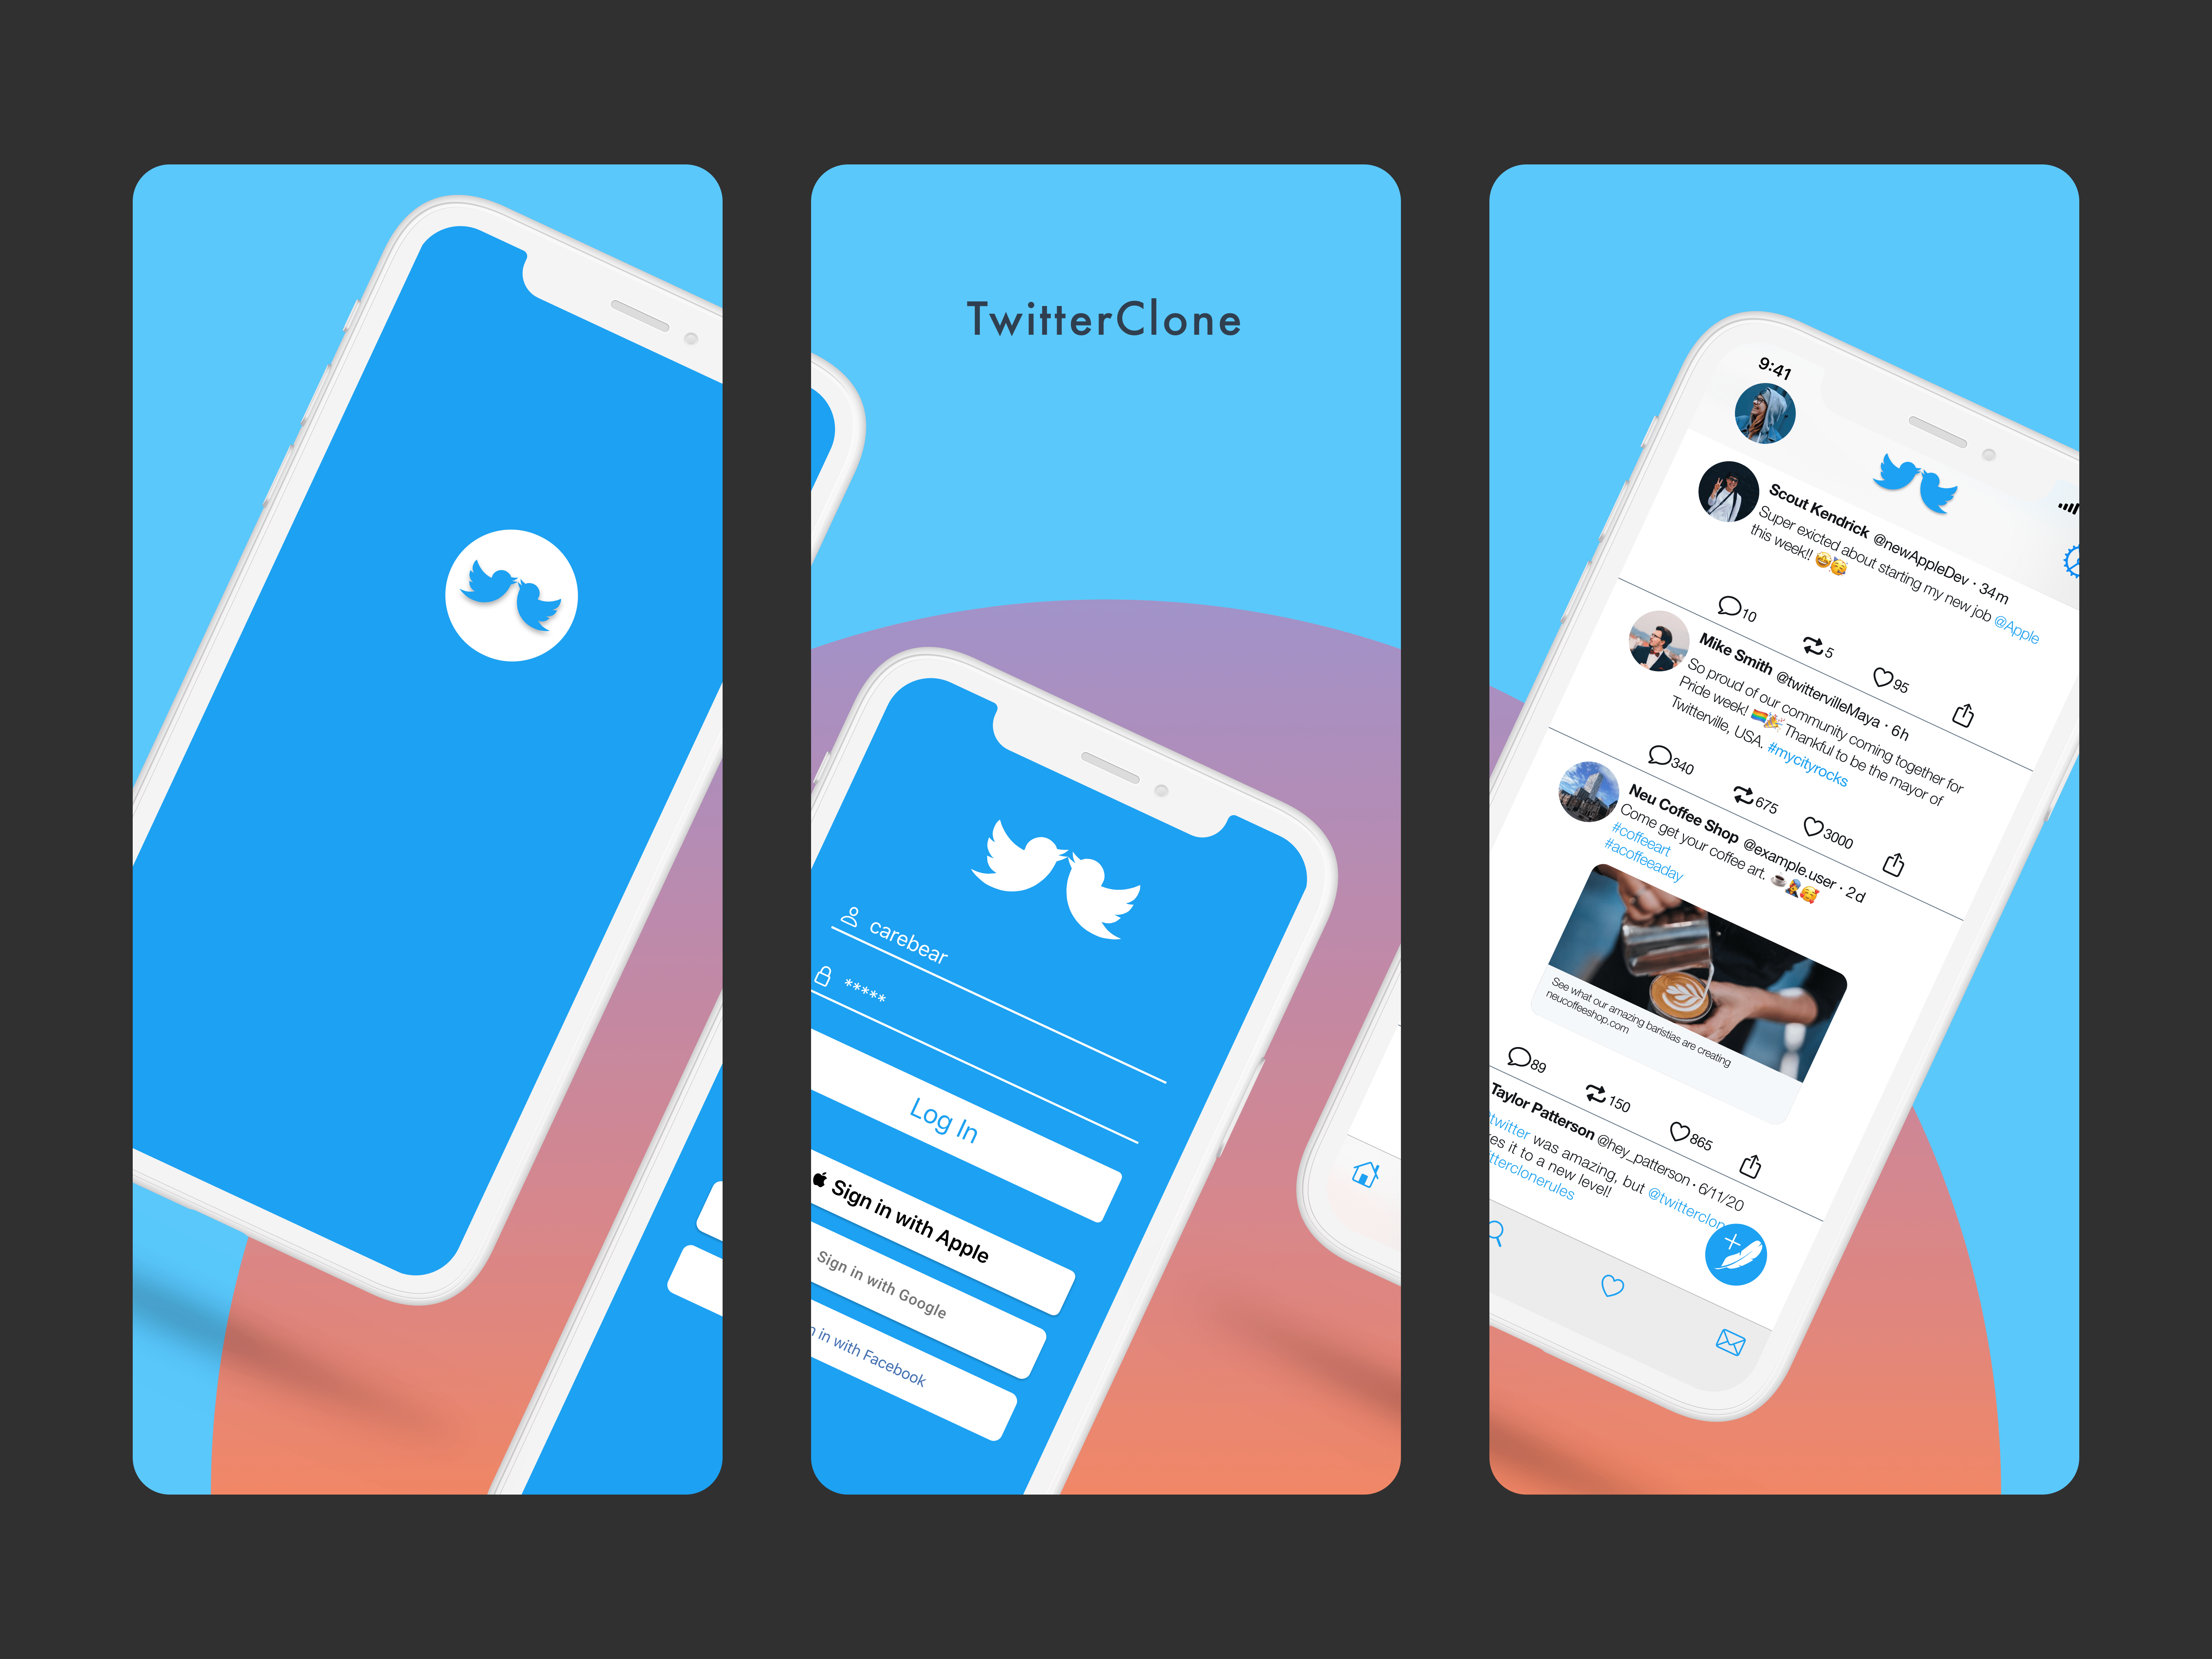 TwitterClone
carebear
*****
Log In
Sign in with Apple
Sign in with Google
in with Facebook
9:41
Scout Kendrick @newAppleDev · 34m
Super exicted about starting my new job @Apple
this week!! 🤩🥳
10 5 95
Mike Smith @twittervilleMaya · 6h
So proud of our community coming together for
Pride week! 🏳️‍🌈🎉 Thankful to be the mayor of
Twitterville, USA. #mycityrocks
340 675 3000
Neu Coffee Shop @example.user · 2d
Come get your coffee art. ☕👩‍🎨🥰
#coffeeart
#acoffeeaday
See what our amazing baristias are creating
neucoffeeshop.com
89 150 865
Taylor Patterson @hey_patterson · 6/11/20
twitter was amazing, but @twitterclon
es it to a new level!
itterclonerules